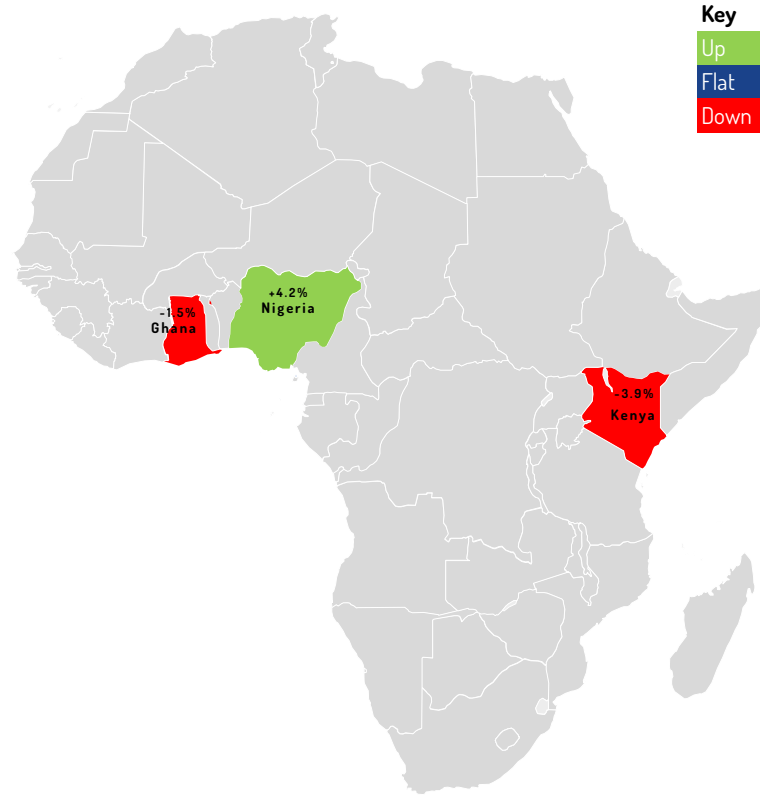 Key
Up
Flat
Down
+4.2%
Nigeria
-1.5%
Ghana
-3.9%
Kenya